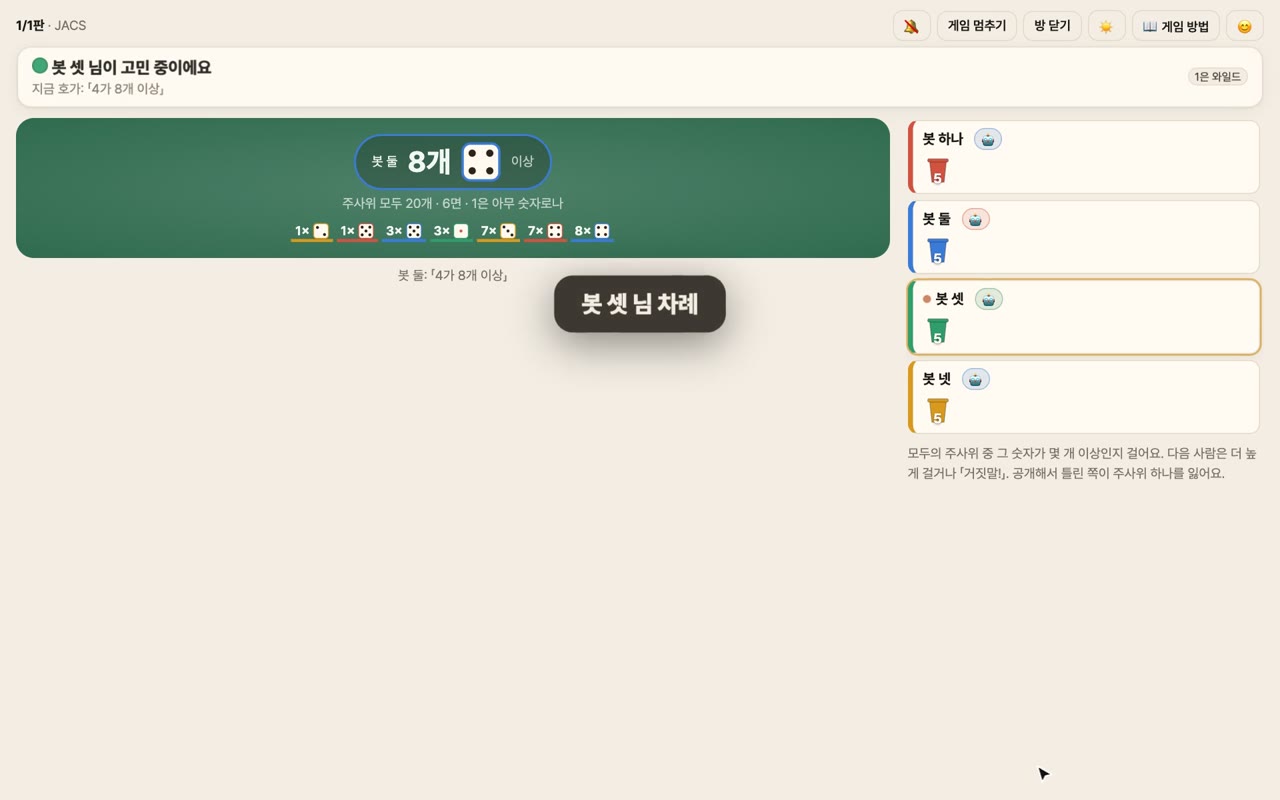 1/1판 · JACS
게임 멈추기
방 닫기
게임 방법
봇 셋 님이 고민 중이에요
지금 호가: 「4가 8개 이상」
1은 와일드
봇 둘 8개 이상
주사위 모두 20개 · 6면 · 1은 아무 숫자로나
1× 1× 3× 3× 7× 7× 8×
봇 둘: 「4가 8개 이상」
봇 셋 님 차례
봇 하나
5
봇 둘
5
봇 셋
5
봇 넷
5
모두의 주사위 중 그 숫자가 몇 개 이상인지 걸어요. 다음 사람은 더 높
게 걸거나 「거짓말!」. 공개해서 틀린 쪽이 주사위 하나를 잃어요.